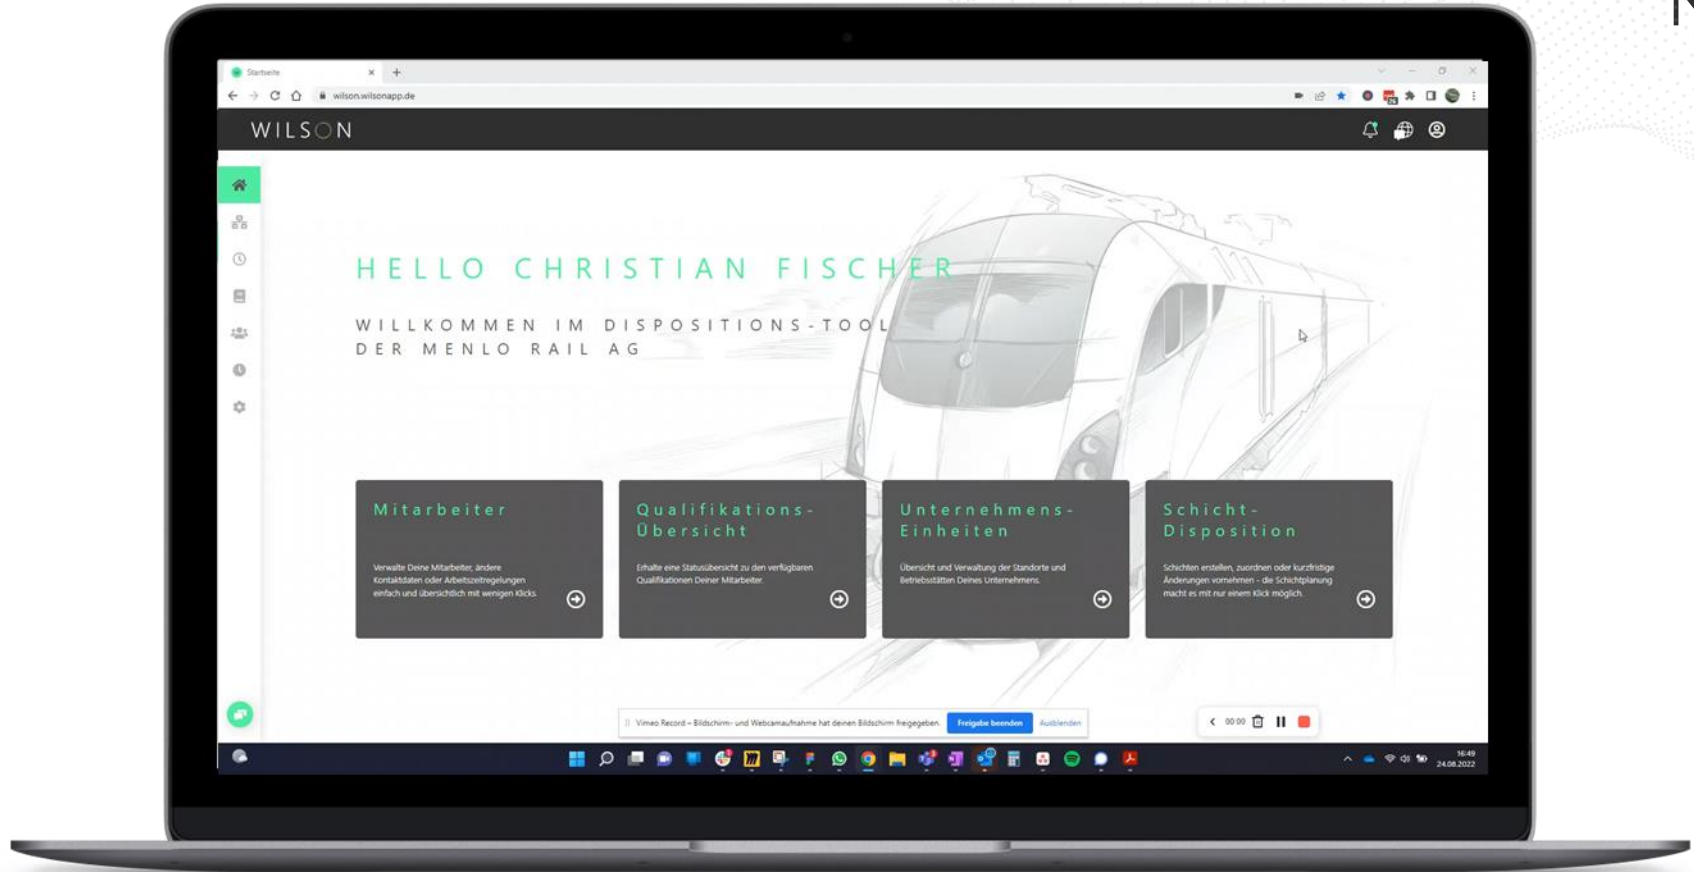 Startseite
wilson.wilsonapp.de
WILSON
HELLO CHRISTIAN FISCHER
WILLKOMMEN IM DISPOSITIONS-TOOL
DER MENLO RAIL AG
Mitarbeiter
Verwalte Deine Mitarbeiter, ändere
Kontaktdaten oder Arbeitszeitregelungen
einfach und übersichtlich mit wenigen Klicks.
Qualifikations-
Übersicht
Erhalte eine Statusübersicht zu den verfügbaren
Qualifikationen Deiner Mitarbeiter.
Unternehmens-
Einheiten
Übersicht und Verwaltung der Standorte und
Betriebsstätten Deines Unternehmens.
Schicht-
Disposition
Schichten erstellen, zuordnen oder kurzfristige
Änderungen vornehmen - die Schichtplanung
macht es mit nur einem Klick möglich.
Vimeo Record – Bildschirm- und Webcamaufnahme hat deinen Bildschirm freigegeben.
Freigabe beenden
Ausblenden
00:00
16:49
24.08.2022